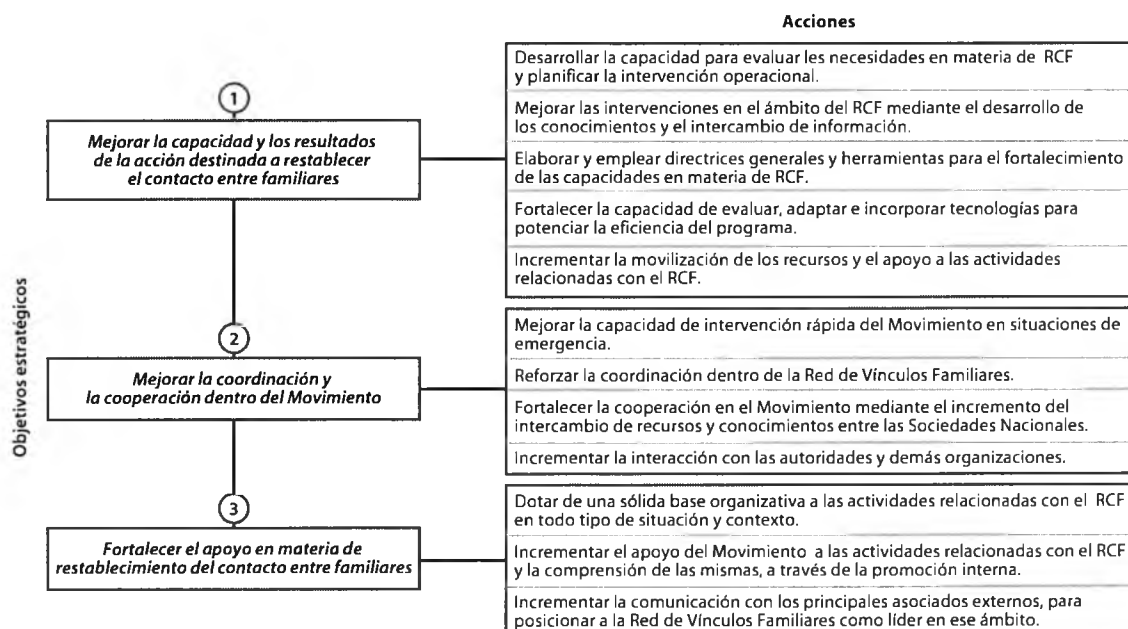 Acciones
Objetivos estratégicos
1
Mejorar la capacidad y los resultados
de la acción destinada a restablecer
el contacto entre familiares
Desarrollar la capacidad para evaluar les necesidades en materia de RCF
y planificar la intervención operacional.
Mejorar las intervenciones en el ámbito del RCF mediante el desarrollo de
los conocimientos y el intercambio de información.
Elaborar y emplear directrices generales y herramientas para el fortalecimiento
de las capacidades en materia de RCF.
Fortalecer la capacidad de evaluar, adaptar e incorporar tecnologías para
potenciar la eficiencia del programa.
Incrementar la movilización de los recursos y el apoyo a las actividades
relacionadas con el RCF.
2
Mejorar la coordinación y
la cooperación dentro del Movimiento
Mejorar la capacidad de intervención rápida del Movimiento en situaciones de
emergencia.
Reforzar la coordinación dentro de la Red de Vínculos Familiares.
Fortalecer la cooperación en el Movimiento mediante el incremento del
intercambio de recursos y conocimientos entre las Sociedades Nacionales.
Incrementar la interacción con las autoridades y demás organizaciones.
3
Fortalecer el apoyo en materia de
restablecimiento del contacto entre familiares
Dotar de una sólida base organizativa a las actividades relacionadas con el RCF
en todo tipo de situación y contexto.
Incrementar el apoyo del Movimiento a las actividades relacionadas con el RCF
y la comprensión de las mismas, a través de la promoción interna.
Incrementar la comunicación con los principales asociados externos, para
posicionar a la Red de Vínculos Familiares como líder en ese ámbito.